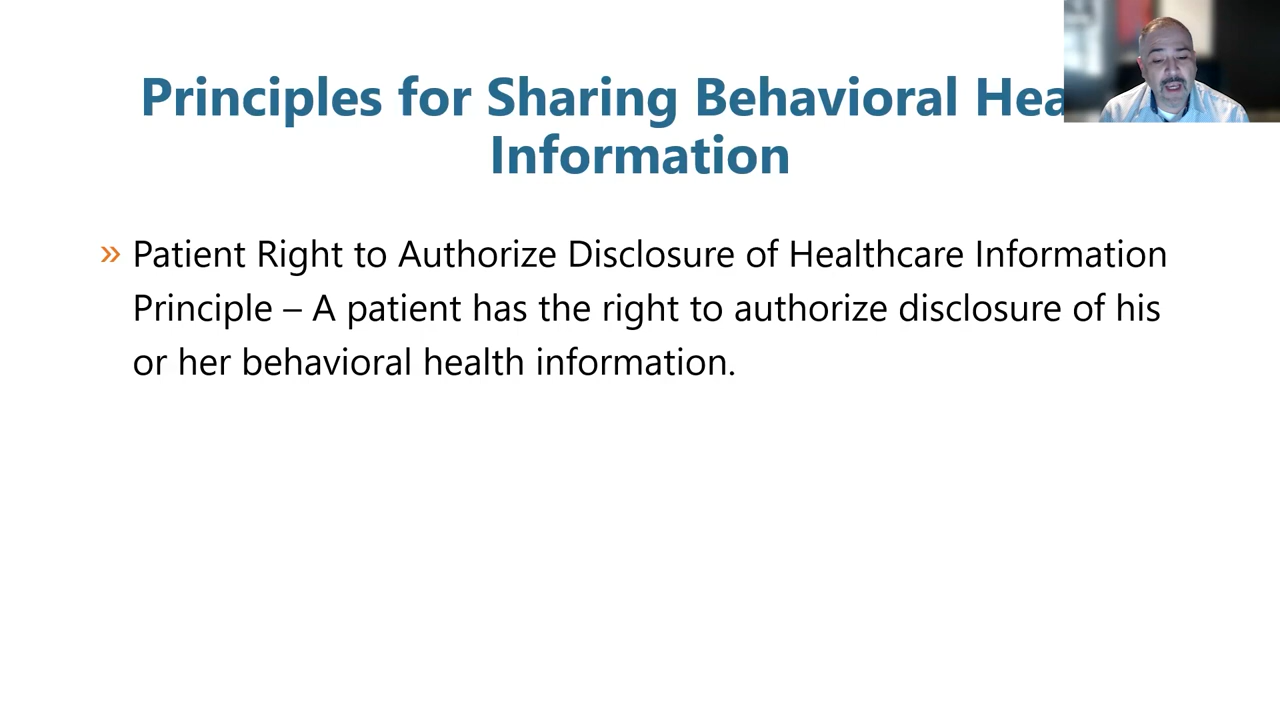 Principles for Sharing Behavioral Hea
Information
» Patient Right to Authorize Disclosure of Healthcare Information
Principle – A patient has the right to authorize disclosure of his
or her behavioral health information.